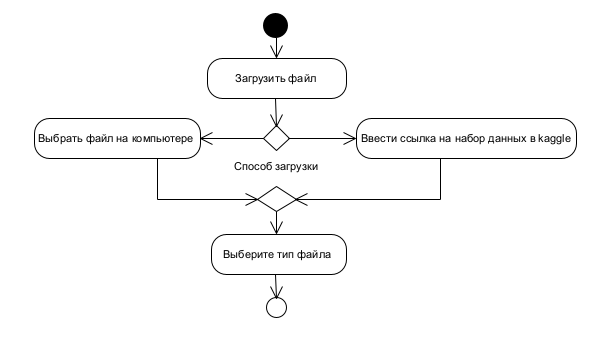 Загрузить файл
Выбрать файл на компьютере
Ввести ссылка на набор данных в kaggle
Способ загрузки
Выберите тип файла